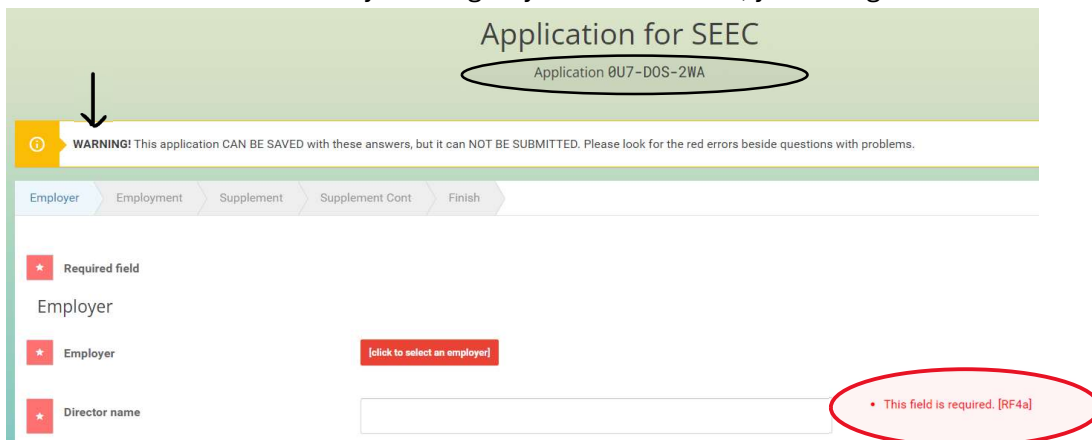 Application for SEEC
Application 0U7-DOS-2WA
WARNING! This application CAN BE SAVED with these answers, but it can NOT BE SUBMITTED. Please look for the red errors beside questions with problems.
Employer Employment Supplement Supplement Cont Finish
Required field
Employer
Employer [click to select an employer]
Director name • This field is required. [RF4a]